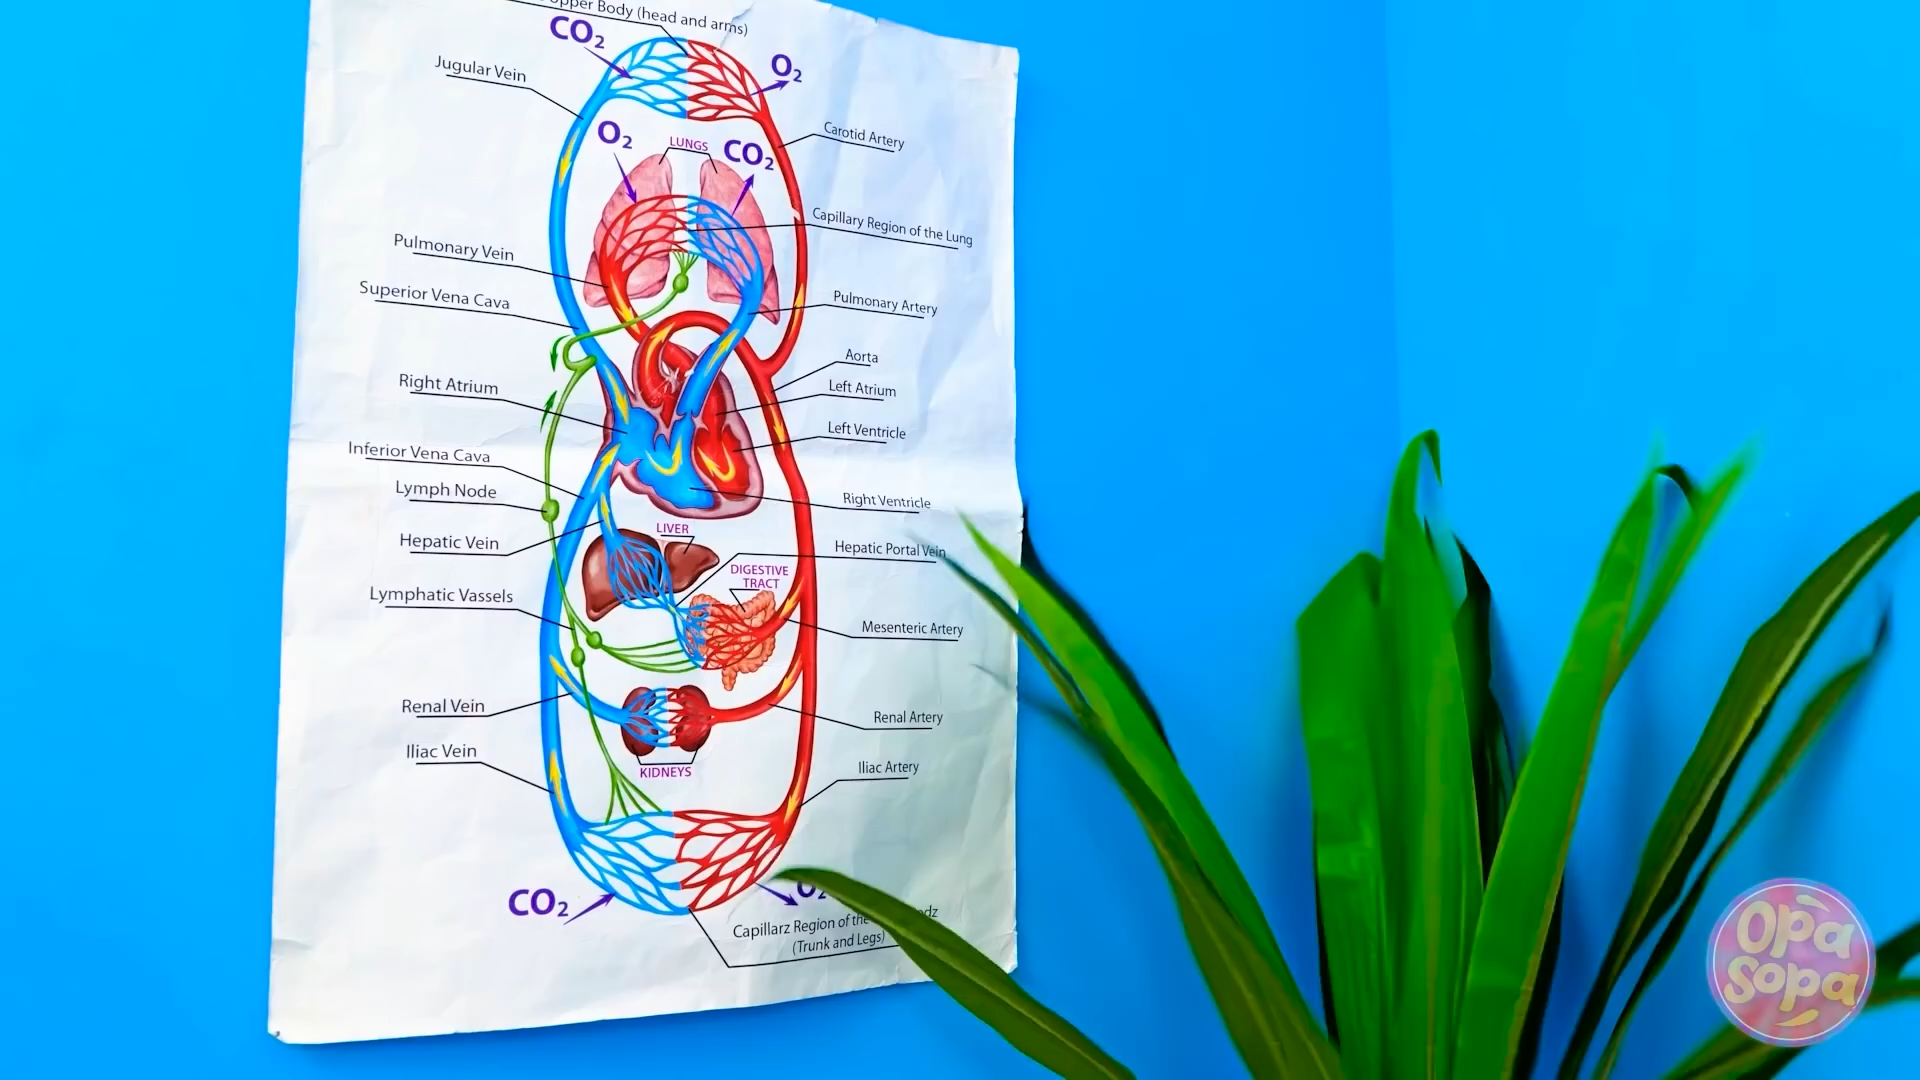 Upper Body (head and arms)
CO2
O2
Jugular Vein
Carotid Artery
O2
LUNGS
CO2
Capillary Region of the Lung
Pulmonary Vein
Superior Vena Cava
Pulmonary Artery
Aorta
Right Atrium
Left Atrium
Left Ventricle
Inferior Vena Cava
Lymph Node
Right Ventricle
LIVER
Hepatic Vein
Hepatic Portal Vein
DIGESTIVE
TRACT
Lymphatic Vassels
Mesenteric Artery
Renal Vein
Renal Artery
Iliac Vein
KIDNEYS
Iliac Artery
CO2
O2
Capillarz Region of the
(Trunk and Legs)
Opa
Sopa